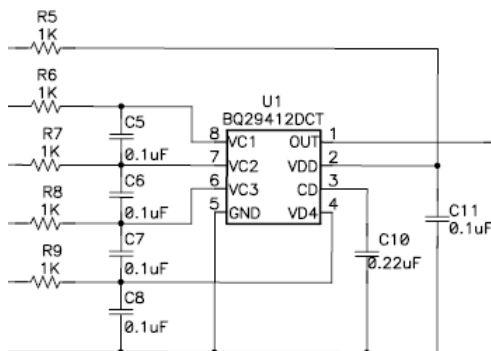 R5
1K
R6
1K
U1
BQ29412DCT
C5
0.1uF
8 VC1 OUT 1
R7
1K
7 VC2 VDD 2
C6
0.1uF
6 VC3 CD 3
R8
1K
5 GND VD4 4
C11
0.1uF
C7
0.1uF
C10
0.22uF
R9
1K
C8
0.1uF